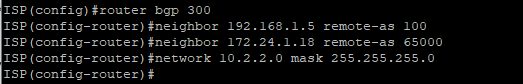 ISP(config)#router bgp 300
ISP(config-router)#neighbor 192.168.1.5 remote-as 100
ISP(config-router)#neighbor 172.24.1.18 remote-as 65000
ISP(config-router)#network 10.2.2.0 mask 255.255.255.0
ISP(config-router)#